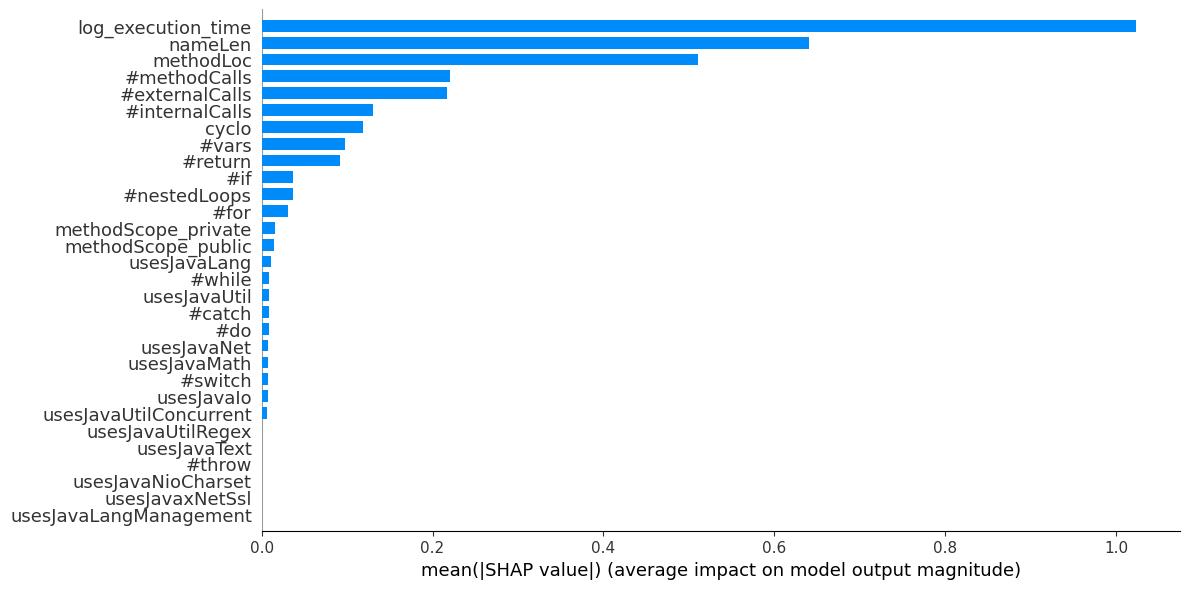 log_execution_time
nameLen
methodLoc
#methodCalls
#externalCalls
#internalCalls
cyclo
#vars
#return
#if
#nestedLoops
#for
methodScope_private
methodScope_public
usesJavaLang
#while
usesJavaUtil
#catch
#do
usesJavaNet
usesJavaMath
#switch
usesJavaIo
usesJavaUtilConcurrent
usesJavaUtilRegex
usesJavaText
#throw
usesJavaNioCharset
usesJavaxNetSsl
usesJavaLangManagement
0.0 0.2 0.4 0.6 0.8 1.0
mean(|SHAP value|) (average impact on model output magnitude)